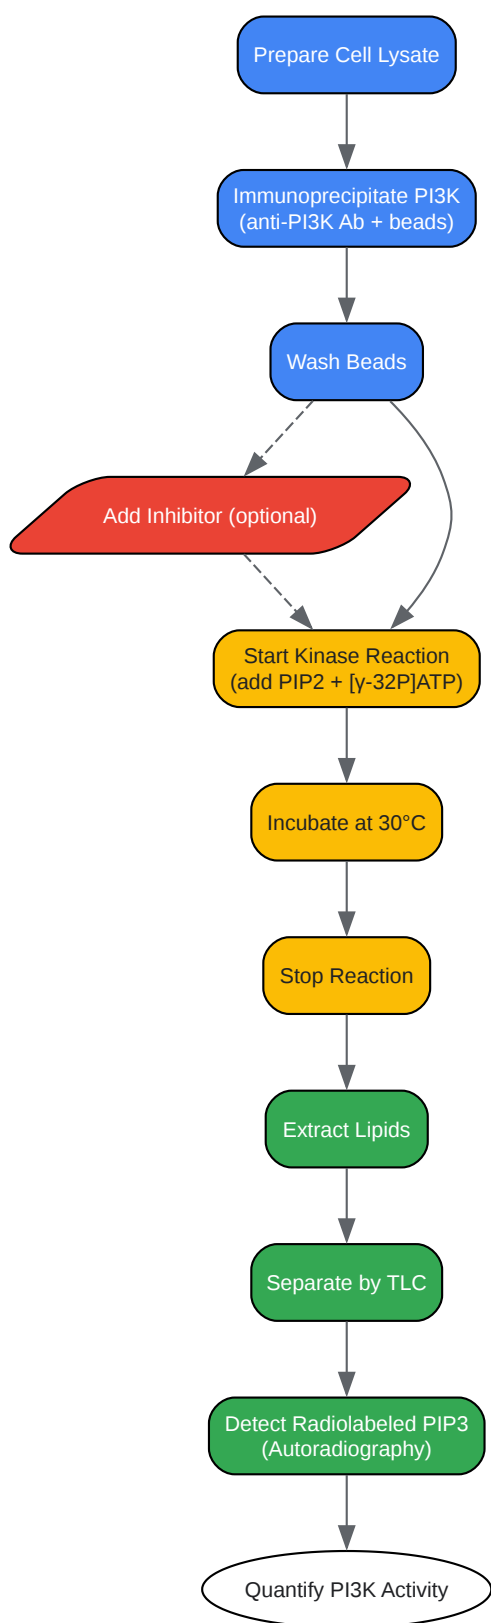 Prepare Cell Lysate
Immunoprecipitate PI3K
(anti-PI3K Ab + beads)
Wash Beads
Add Inhibitor (optional)
Start Kinase Reaction
(add PIP2 + [γ-32P]ATP)
Incubate at 30°C
Stop Reaction
Extract Lipids
Separate by TLC
Detect Radiolabeled PIP3
(Autoradiography)
Quantify PI3K Activity